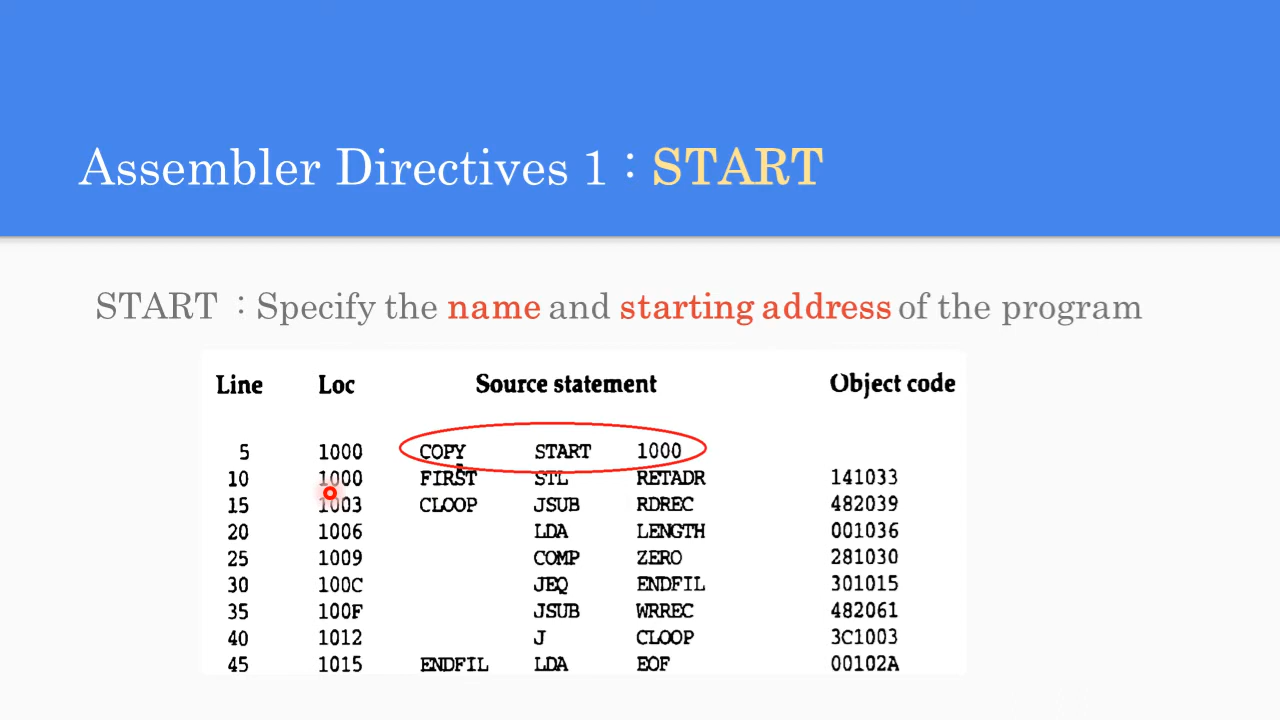 Assembler Directives 1 : START
START : Specify the name and starting address of the program
Line Loc Source statement Object code
5 1000 COPY START 1000
10 1000 FIRST STL RETADR 141033
15 1003 CLOOP JSUB RDREC 482039
20 1006 LDA LENGTH 001036
25 1009 COMP ZERO 281030
30 100C JEQ ENDFIL 301015
35 100F JSUB WRREC 482061
40 1012 J CLOOP 3C1003
45 1015 ENDFIL LDA EOF 00102A